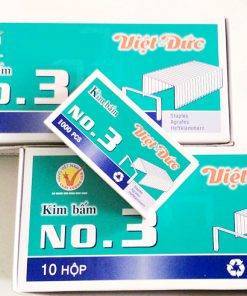 Việt Đức
Kim bấm
NO. 3
Staples
Agrafes
Heftklammern
Việt Đức
Kim bấm
NO. 3
1000 PCS
Việt
Kim bấm
NO. 3
10 HỘP